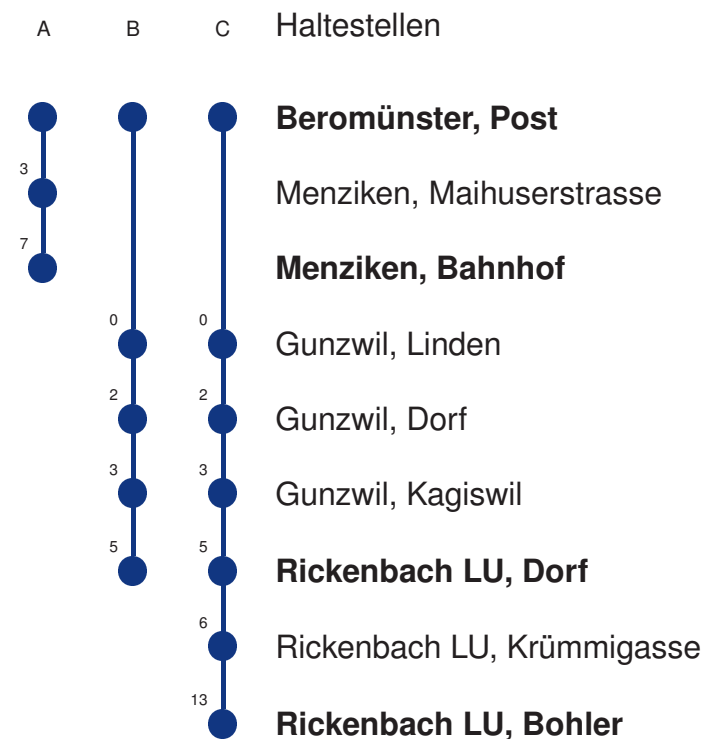 A B C Haltestellen
Beromünster, Post
3 Menziken, Maihuserstrasse
7 Menziken, Bahnhof
0 0 Gunzwil, Linden
2 2 Gunzwil, Dorf
3 3 Gunzwil, Kagiswil
5 5 Rickenbach LU, Dorf
6 Rickenbach LU, Krümmigasse
13 Rickenbach LU, Bohler